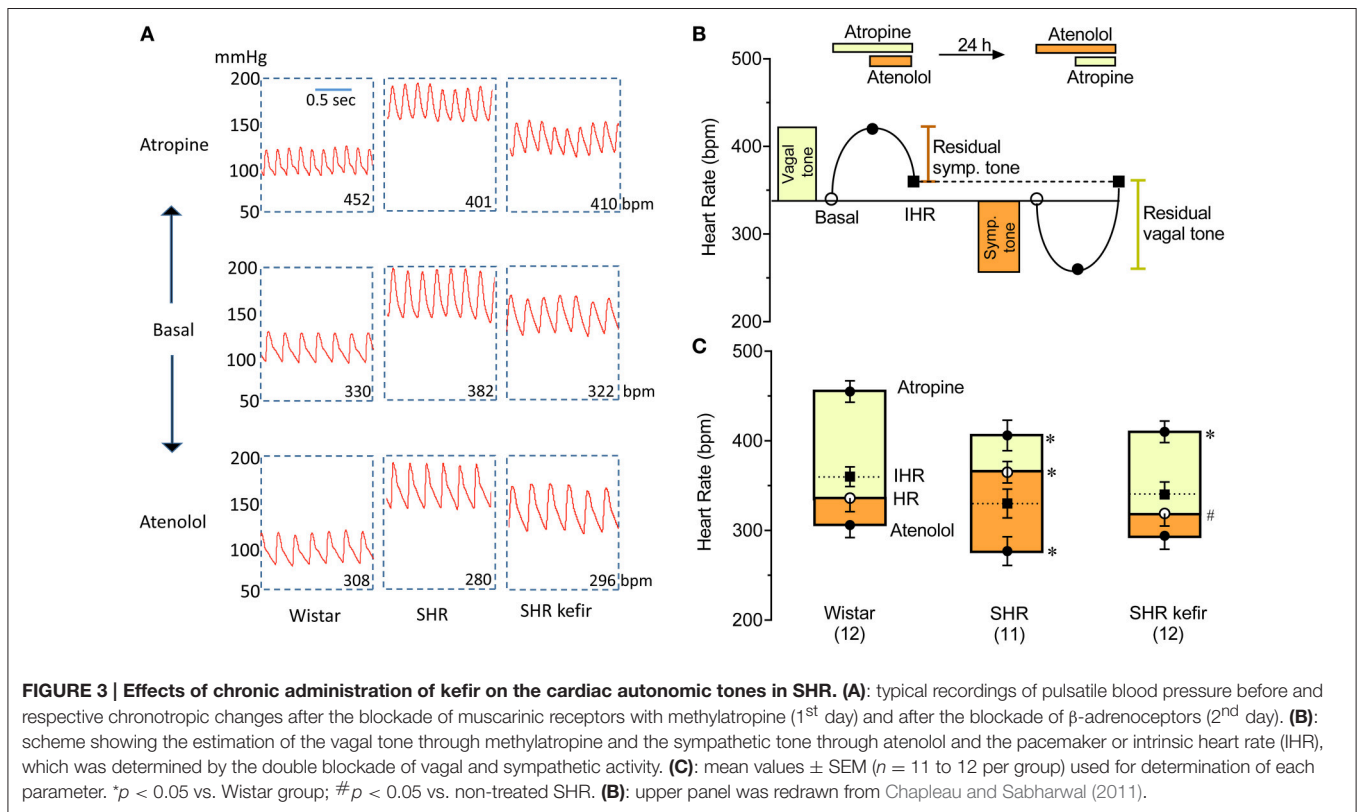 A
mmHg
200
150
100
50
0.5 sec
Atropine
452
401
410 bpm
200
150
100
50
Basal
330
382
322 bpm
200
150
100
50
Atenolol
308
280
296 bpm
Wistar
SHR
SHR kefir
B
Atropine
Atenolol
24 h
Atenolol
Atropine
500
400
300
200
Heart Rate (bpm)
Vagal
tone
Basal
IHR
Residual
symp. tone
Symp.
tone
Residual
vagal tone
C
500
400
300
200
Heart Rate (bpm)
Atropine
IHR
HR
Atenolol
*
*
*
*
#
Wistar
(12)
SHR
(11)
SHR kefir
(12)
FIGURE 3 | Effects of chronic administration of kefir on the cardiac autonomic tones in SHR. (A): typical recordings of pulsatile blood pressure before and
respective chronotropic changes after the blockade of muscarinic receptors with methylatropine (1st day) and after the blockade of β-adrenoceptors (2nd day). (B):
scheme showing the estimation of the vagal tone through methylatropine and the sympathetic tone through atenolol and the pacemaker or intrinsic heart rate (IHR),
which was determined by the double blockade of vagal and sympathetic activity. (C): mean values ± SEM (n = 11 to 12 per group) used for determination of each
parameter. *p < 0.05 vs. Wistar group; #p < 0.05 vs. non-treated SHR. (B): upper panel was redrawn from Chapleau and Sabharwal (2011).